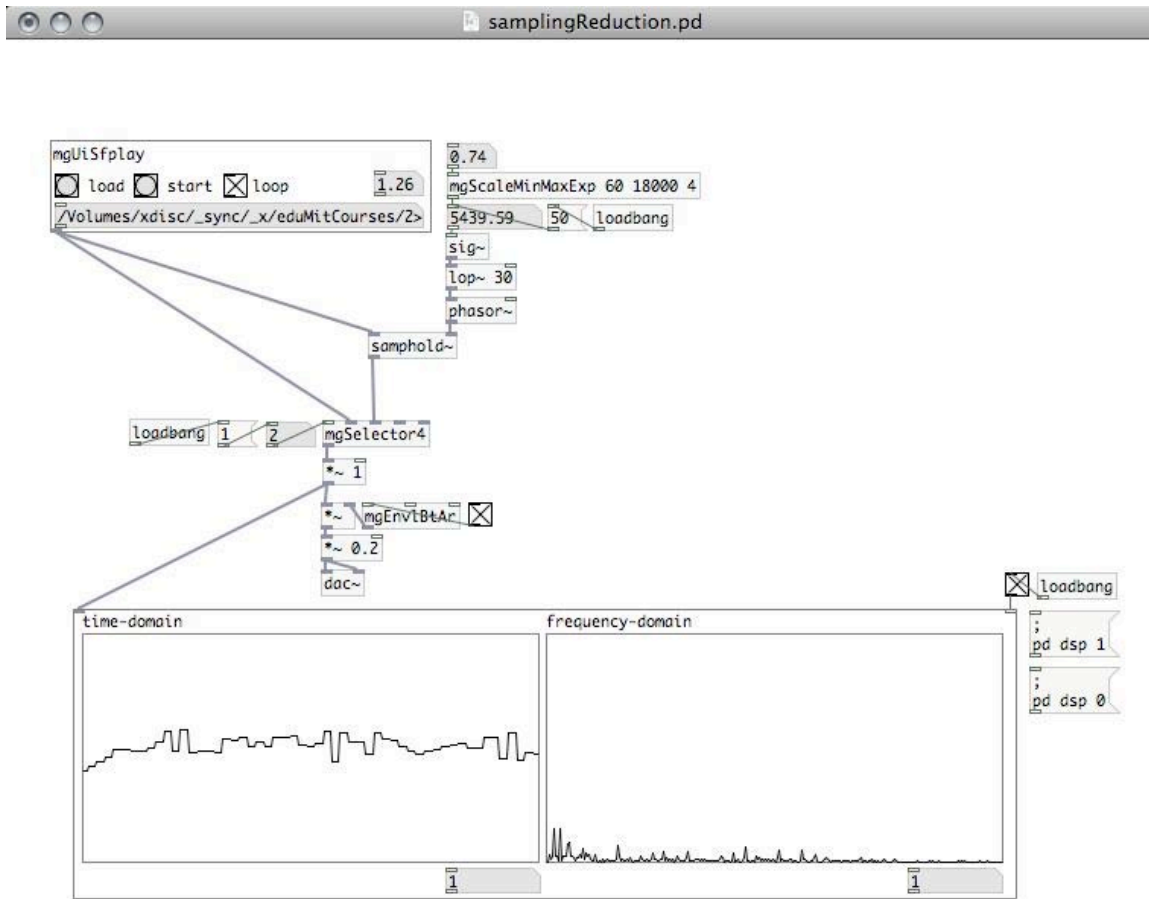 samplingReduction.pd
mgUiSfplay
load start loop 1.26
/Volumes/xdisc/_sync/_x/eduMitCourses/2>
0.74
mgScaleMinMaxExp 60 18000 4
5439.59 50 loadbang
sig~
lop~ 30
phasor~
samphold~
loadbang 1 2 mgSelector4
*~ 1
*~ mgEnvlBtAr
*~ 0.2
dac~
loadbang
time-domain
frequency-domain
;
pd dsp 1
;
pd dsp 0
1
1